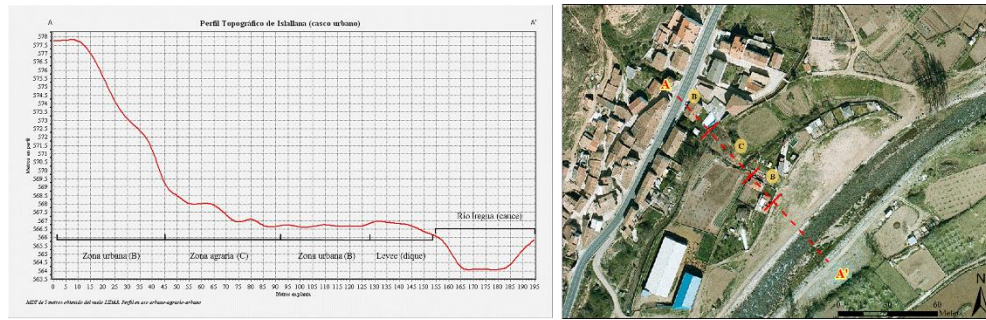 A
Perfil Topográfico de Islallana (casco urbano)
A'
578
577.5
577
576.5
576
575.5
575
574.5
574
573.5
573
572.5
572
571.5
571
570.5
570
569.5
569
568.5
568
567.5
567
566.5
566
565.5
565
564.5
564
563.5
Metros en perfil
Río Iregua (cauce)
Zona urbana (B)
Zona agraria (C)
Zona urbana (B)
Levee (dique)
0 5 10 15 20 25 30 35 40 45 50 55 60 65 70 75 80 85 90 95 100 105 110 115 120 125 130 135 140 145 150 155 160 165 170 175 180 185 190 195
Metros en planta
MDT de 5 metros obtenido del vuelo LIDAR. Perfil en uso urbano-agrario-urbano
A
B
C
B
A'
N
0
60
Meters